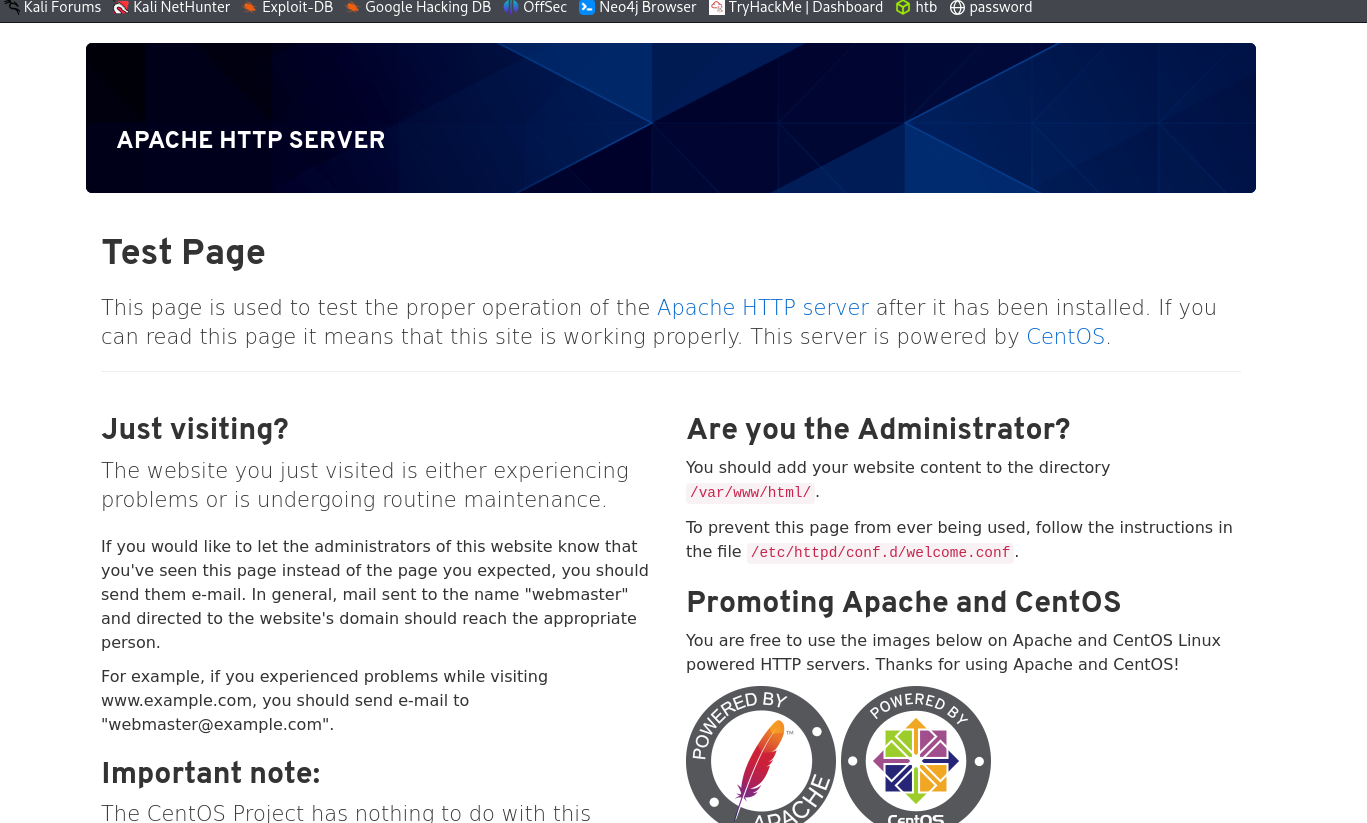 Kali Forums Kali NetHunter Exploit-DB Google Hacking DB OffSec Neo4j Browser TryHackMe | Dashboard htb password
APACHE HTTP SERVER
Test Page
This page is used to test the proper operation of the Apache HTTP server after it has been installed. If you
can read this page it means that this site is working properly. This server is powered by CentOS.
Just visiting?
The website you just visited is either experiencing
problems or is undergoing routine maintenance.
If you would like to let the administrators of this website know that
you've seen this page instead of the page you expected, you should
send them e-mail. In general, mail sent to the name "webmaster"
and directed to the website's domain should reach the appropriate
person.
For example, if you experienced problems while visiting
www.example.com, you should send e-mail to
"webmaster@example.com".
Important note:
The CentOS Project has nothing to do with this
Are you the Administrator?
You should add your website content to the directory
/var/www/html/.
To prevent this page from ever being used, follow the instructions in
the file /etc/httpd/conf.d/welcome.conf.
Promoting Apache and CentOS
You are free to use the images below on Apache and CentOS Linux
powered HTTP servers. Thanks for using Apache and CentOS!
POWERED BY
APACHE
™
POWERED BY
CentOS